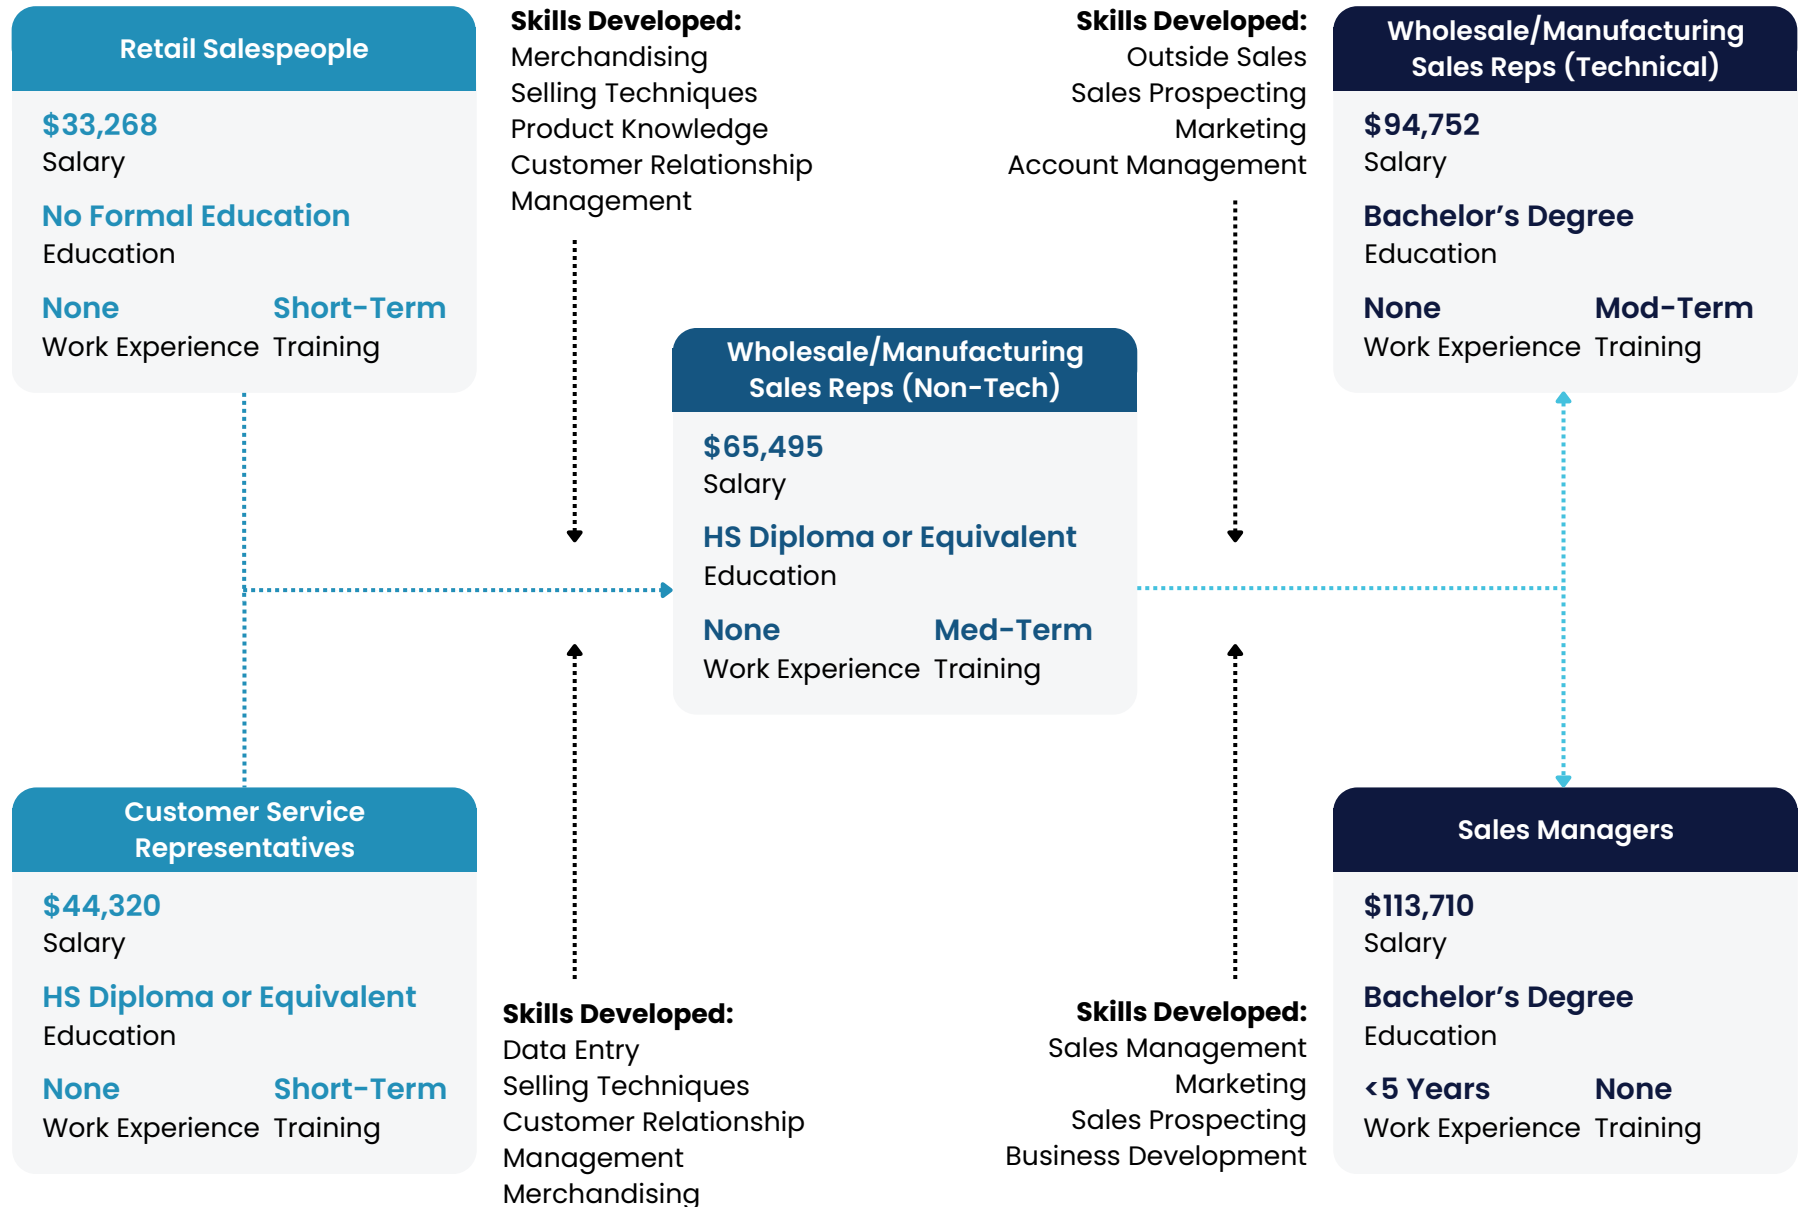 Retail Salespeople
$33,268
Salary
No Formal Education
Education
None Short-Term
Work Experience Training
Skills Developed:
Merchandising
Selling Techniques
Product Knowledge
Customer Relationship
Management
Skills Developed:
Outside Sales
Sales Prospecting
Marketing
Account Management
Wholesale/Manufacturing
Sales Reps (Technical)
$94,752
Salary
Bachelor’s Degree
Education
None Mod-Term
Work Experience Training
Wholesale/Manufacturing
Sales Reps (Non-Tech)
$65,495
Salary
HS Diploma or Equivalent
Education
None Med-Term
Work Experience Training
Customer Service
Representatives
$44,320
Salary
HS Diploma or Equivalent
Education
None Short-Term
Work Experience Training
Skills Developed:
Data Entry
Selling Techniques
Customer Relationship
Management
Merchandising
Skills Developed:
Sales Management
Marketing
Sales Prospecting
Business Development
Sales Managers
$113,710
Salary
Bachelor’s Degree
Education
<5 Years None
Work Experience Training